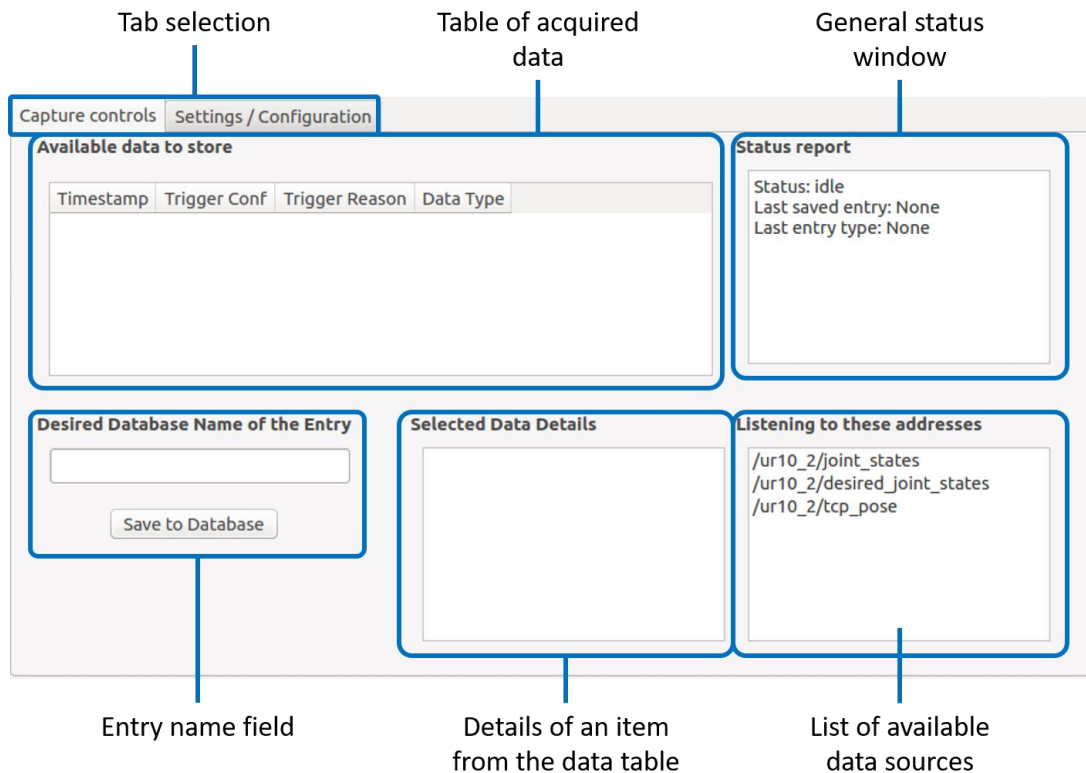 Tab selection
Table of acquired
data
General status
window
Capture controls
Settings / Configuration
Available data to store
Timestamp
Trigger Conf
Trigger Reason
Data Type
Status report
Status: idle
Last saved entry: None
Last entry type: None
Desired Database Name of the Entry
Save to Database
Selected Data Details
Listening to these addresses
/ur10_2/joint_states
/ur10_2/desired_joint_states
/ur10_2/tcp_pose
Entry name field
Details of an item
from the data table
List of available
data sources